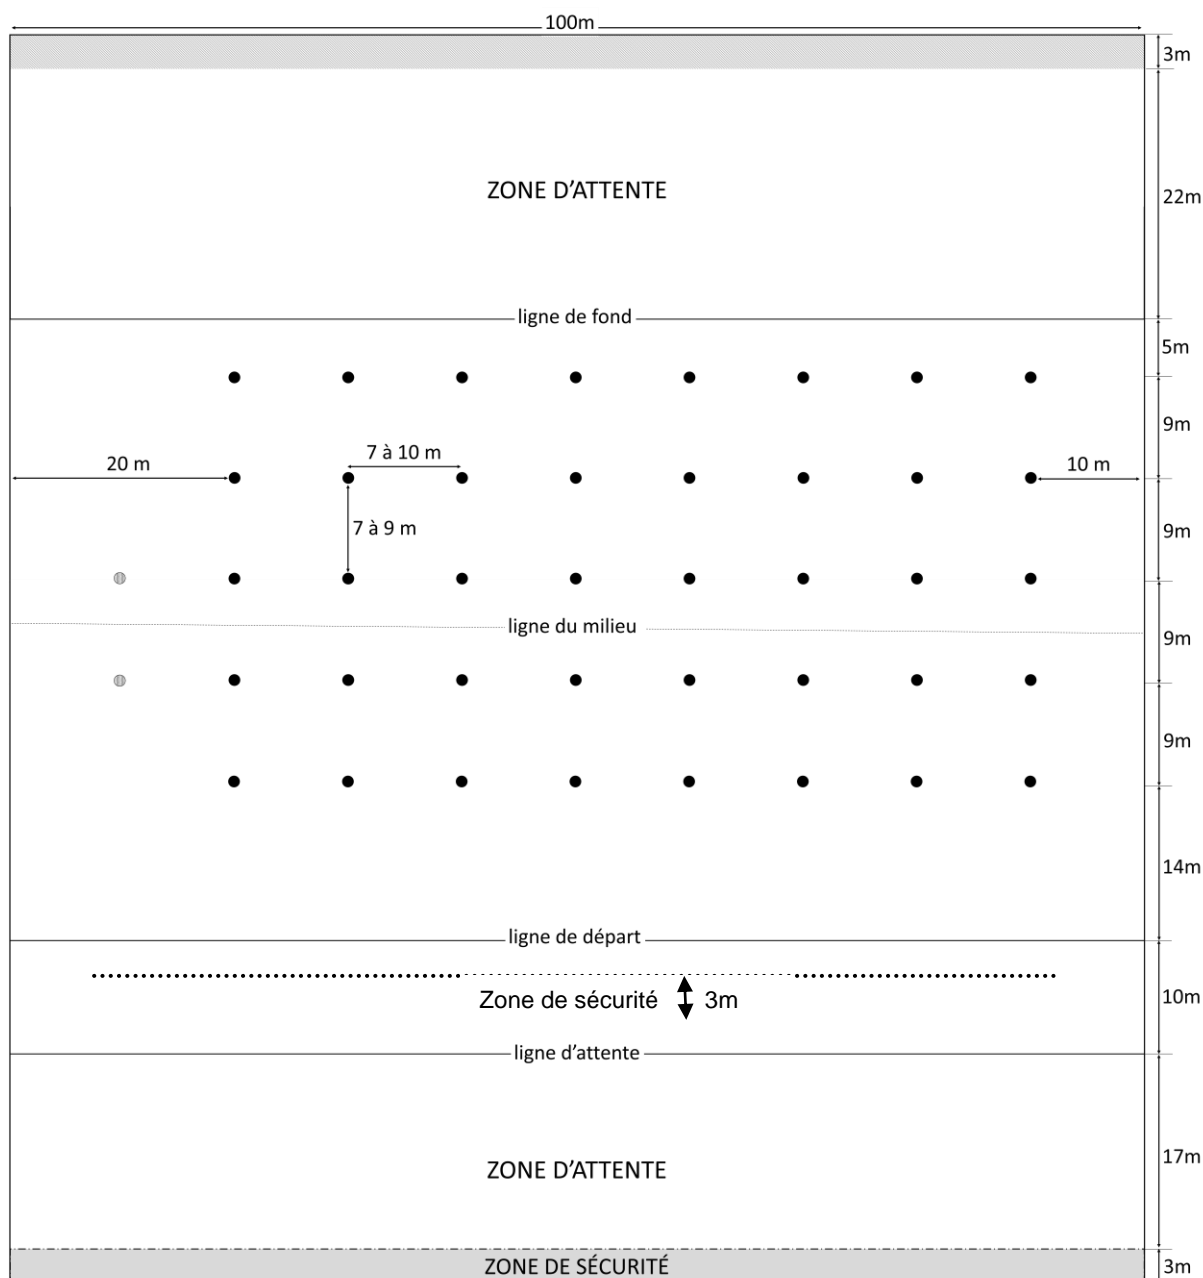 100m
3m
ZONE D'ATTENTE
22m
ligne de fond
5m
9m
7 à 10 m
20 m
10 m
7 à 9 m
9m
ligne du milieu
9m
9m
14m
ligne de départ
Zone de sécurité 3m
10m
ligne d'attente
17m
ZONE D'ATTENTE
ZONE DE SÉCURITÉ
3m